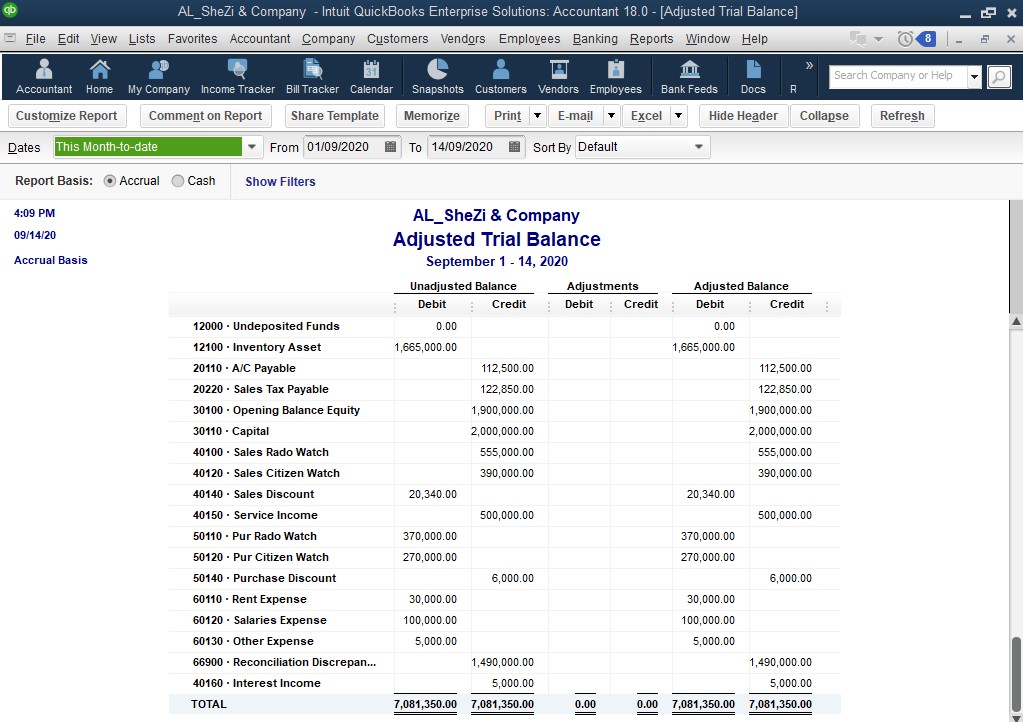 qb AL_SheZi & Company - Intuit QuickBooks Enterprise Solutions: Accountant 18.0 - [Adjusted Trial Balance]
File Edit View Lists Favorites Accountant Company Customers Vendors Employees Banking Reports Window Help 8
31
Accountant Home My Company Income Tracker Bill Tracker Calendar Snapshots Customers Vendors Employees Bank Feeds Docs R » Search Company or Help
Customize Report Comment on Report Share Template Memorize Print E-mail Excel Hide Header Collapse Refresh
Dates This Month-to-date From 01/09/2020 To 14/09/2020 Sort By Default
Report Basis: Accrual Cash Show Filters
4:09 PM AL_SheZi & Company
09/14/20 Adjusted Trial Balance
Accrual Basis September 1 - 14, 2020
Unadjusted Balance Adjustments Adjusted Balance
Debit Credit Debit Credit Debit Credit
12000 · Undeposited Funds 0.00 0.00
12100 · Inventory Asset 1,665,000.00 1,665,000.00
20110 · A/C Payable 112,500.00 112,500.00
20220 · Sales Tax Payable 122,850.00 122,850.00
30100 · Opening Balance Equity 1,900,000.00 1,900,000.00
30110 · Capital 2,000,000.00 2,000,000.00
40100 · Sales Rado Watch 555,000.00 555,000.00
40120 · Sales Citizen Watch 390,000.00 390,000.00
40140 · Sales Discount 20,340.00 20,340.00
40150 · Service Income 500,000.00 500,000.00
50110 · Pur Rado Watch 370,000.00 370,000.00
50120 · Pur Citizen Watch 270,000.00 270,000.00
50140 · Purchase Discount 6,000.00 6,000.00
60110 · Rent Expense 30,000.00 30,000.00
60120 · Salaries Expense 100,000.00 100,000.00
60130 · Other Expense 5,000.00 5,000.00
66900 · Reconciliation Discrepan... 1,490,000.00 1,490,000.00
40160 · Interest Income 5,000.00 5,000.00
TOTAL 7,081,350.00 7,081,350.00 0.00 0.00 7,081,350.00 7,081,350.00